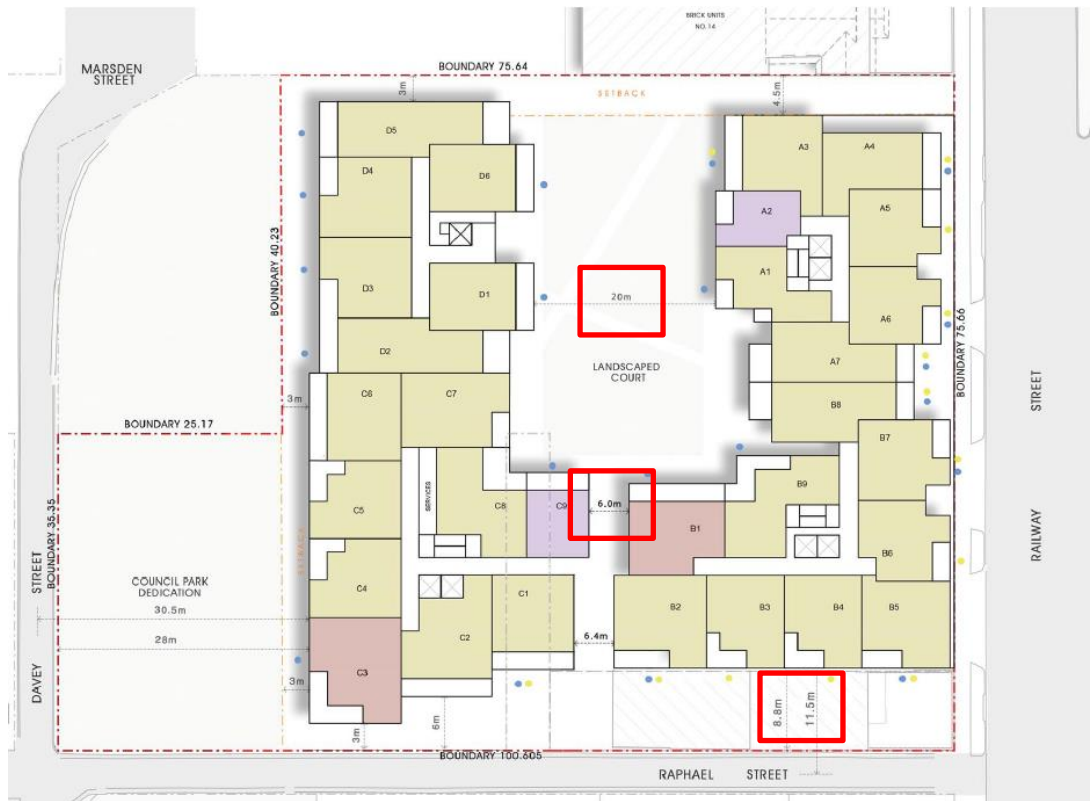 BRICK UNITS
NO.14
MARSDEN
STREET
BOUNDARY 75.64
SETBACK
3m
4.5m
D5
D4
D6
D3
D1
D2
A3
A4
A2
A5
A1
A6
A7
B8
BOUNDARY 40.23
20m
LANDSCAPED
COURT
BOUNDARY 75.66
STREET
RAILWAY
3m
C6
C7
BOUNDARY 25.17
B7
B9
SERVICES
C5
C8
C9
6.0m
B1
B6
BOUNDARY 35.35
STREET
DAVEY
SETBACK
COUNCIL PARK
DEDICATION
30.5m
28m
C4
C1
C2
C3
6.4m
B2
B3
B4
B5
3m
3m
6m
8.8m
11.5m
BOUNDARY 100.605
RAPHAEL STREET